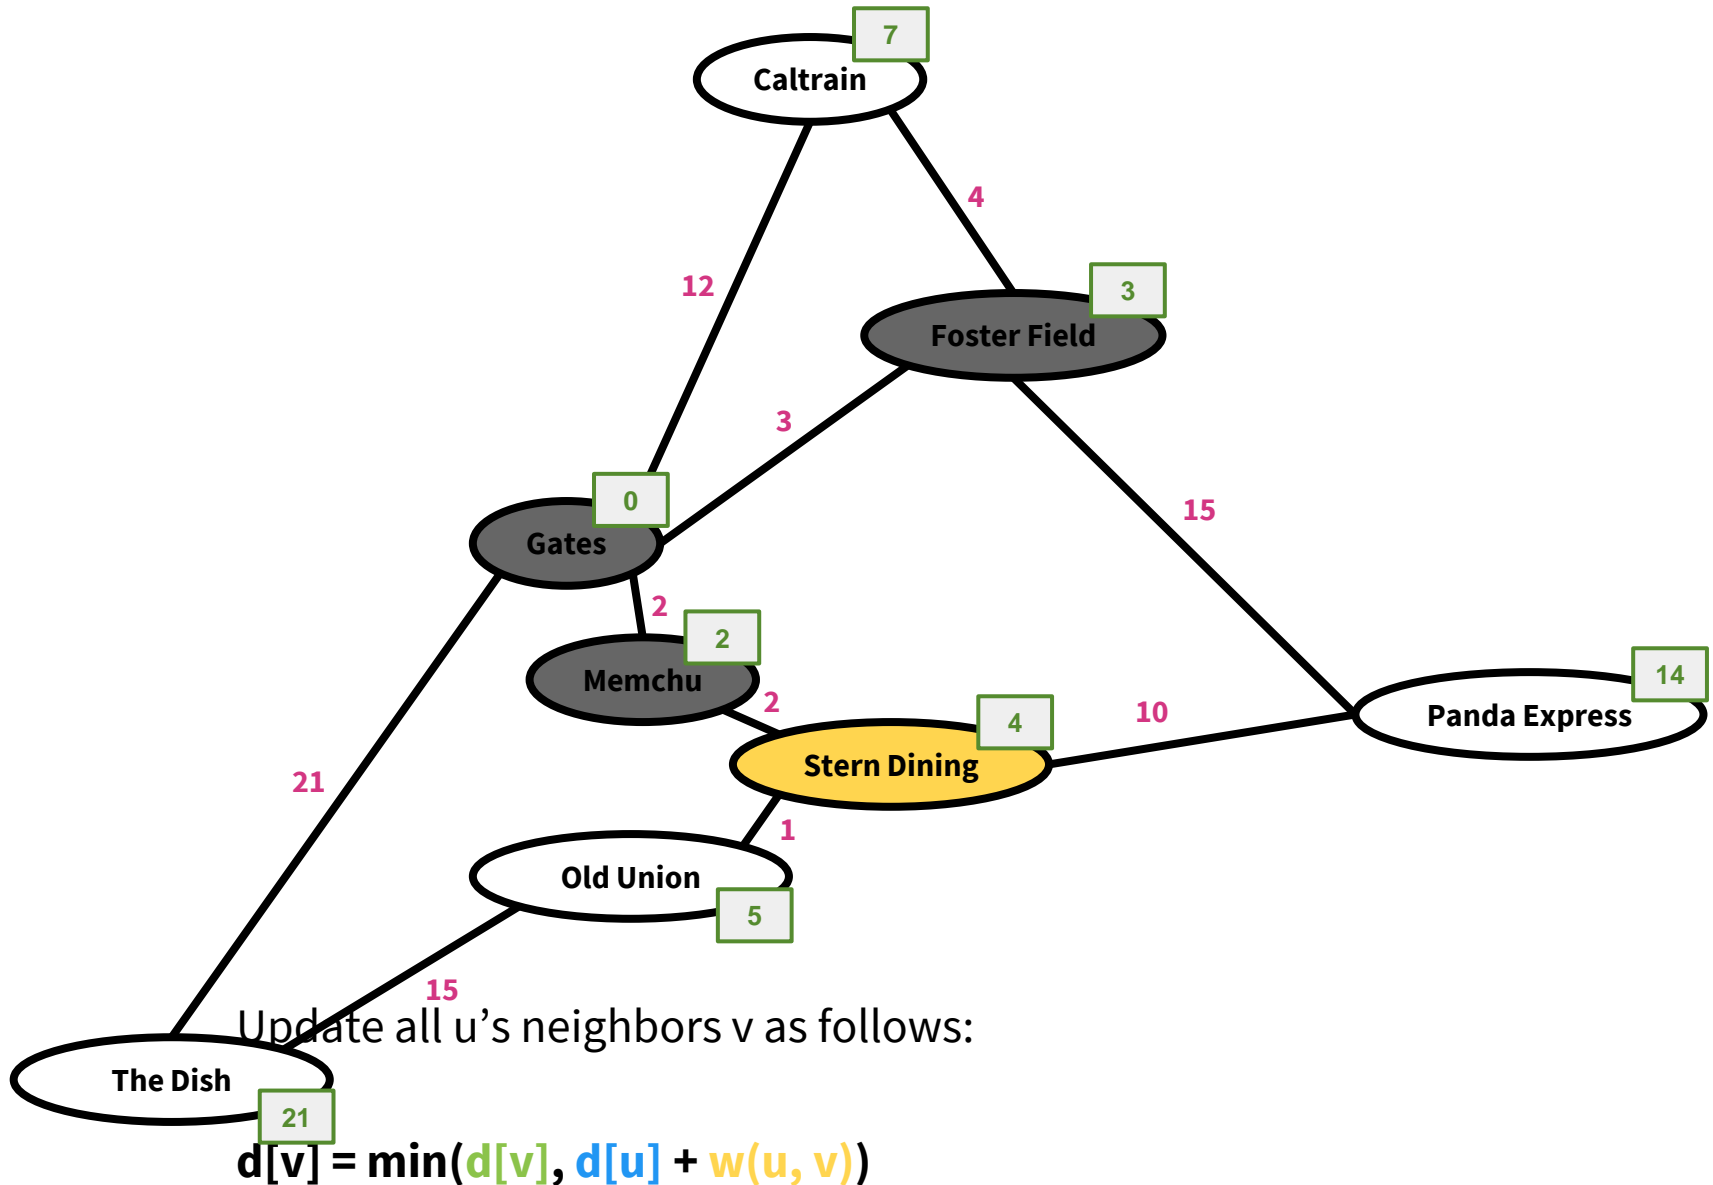 7
Caltrain
4
12
3
Foster Field
3
0
15
Gates
2
2
Memchu
14
2
10
Panda Express
4
Stern Dining
21
1
Old Union
5
15
Update all u’s neighbors v as follows:
The Dish
21
d[v] = min(d[v], d[u] + w(u, v))